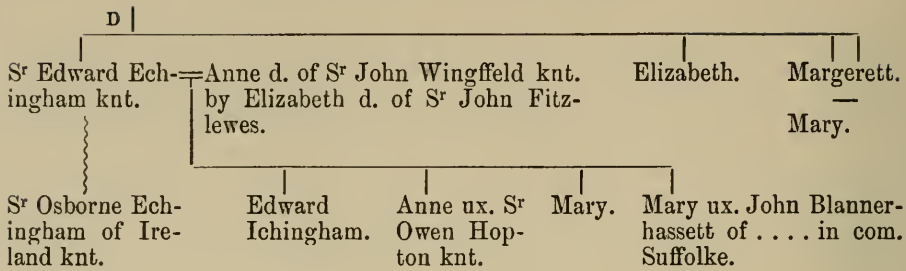 D
Sʳ Edward Ech-
ingham knt.
Anne d. of Sʳ John Wingffeld knt.
by Elizabeth d. of Sʳ John Fitz-
lewes.
Elizabeth.
Margerett.
Mary.
Sʳ Osborne Ech-
ingham of Ire-
land knt.
Edward
Ichingham.
Anne ux. Sʳ
Owen Hop-
ton knt.
Mary.
Mary ux. John Blanner-
hassett of . . . . in com.
Suffolke.